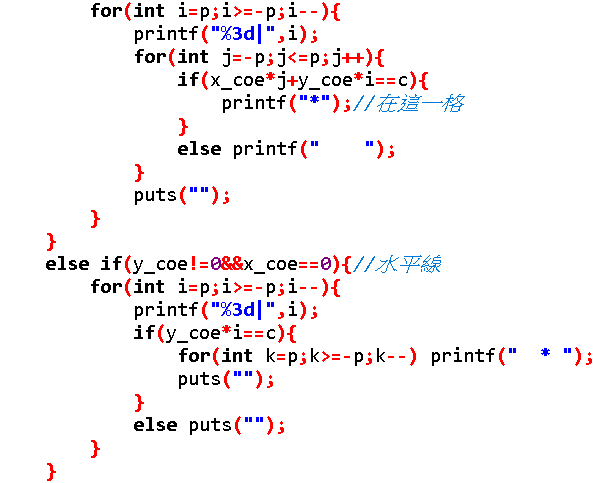 for(int i=p;i>=-p;i--){
printf("%3d|",i);
for(int j=-p;j<=p;j++){
if(x_coe*j+y_coe*i==c){
printf("*");//在這一格
}
else printf("    ");
}
puts("");
}
}
else if(y_coe!=0&&x_coe==0){//水平線
for(int i=p;i>=-p;i--){
printf("%3d|",i);
if(y_coe*i==c){
for(int k=p;k>=-p;k--) printf("  * ");
puts("");
}
else puts("");
}
}